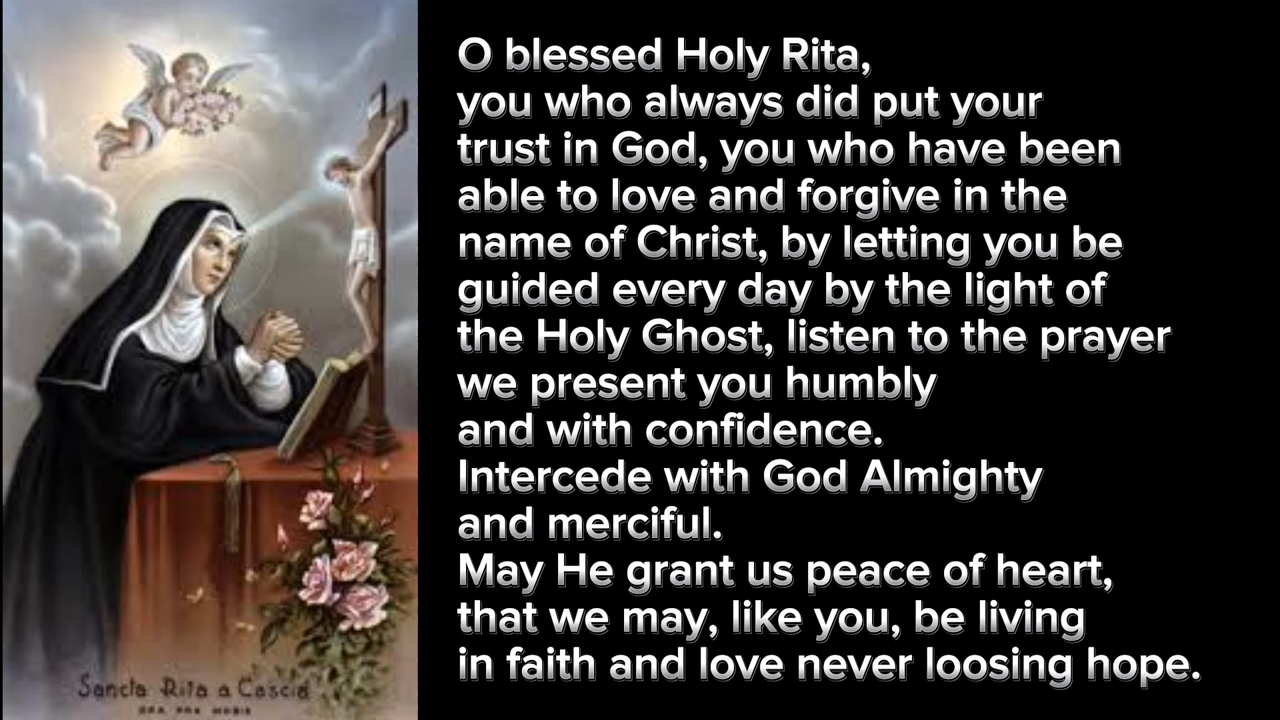 O blessed Holy Rita,
you who always did put your
trust in God, you who have been
able to love and forgive in the
name of Christ, by letting you be
guided every day by the light of
the Holy Ghost, listen to the prayer
we present you humbly
and with confidence.
Intercede with God Almighty
and merciful.
May He grant us peace of heart,
that we may, like you, be living
in faith and love never loosing hope.
Sancta Rita a Cascia
ORA PRO NOBIS